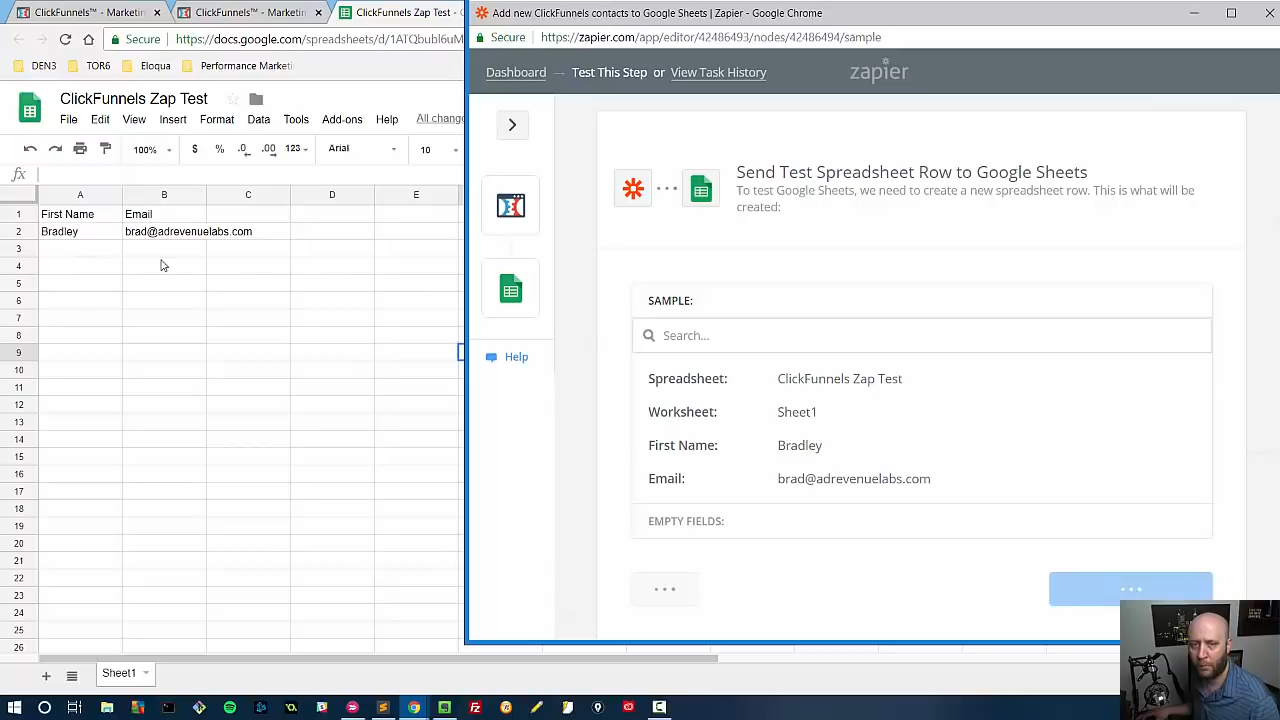 ClickFunnels™ - Marketin
ClickFunnels™ - Marketin
ClickFunnels Zap Test -
Secure
https://docs.google.com/spreadsheets/d/1ATQbubl6uM
DEN3
TOR6
Eloqua
Performance Marketi
ClickFunnels Zap Test
File Edit View Insert Format Data Tools Add-ons Help All change
100% $ % .0 .00 123 Arial 10
fx
A B C D E
1 First Name Email
2 Bradley brad@adrevenuelabs.com
3
4
5
6
7
8
9
10
11
12
13
14
15
16
17
18
19
20
21
22
23
24
25
26
Sheet1
Add new ClickFunnels contacts to Google Sheets | Zapier - Google Chrome
Secure
https://zapier.com/app/editor/42486493/nodes/42486494/sample
Dashboard — Test This Step or View Task History
zapier
Help
Send Test Spreadsheet Row to Google Sheets
To test Google Sheets, we need to create a new spreadsheet row. This is what will be
created:
SAMPLE:
Search...
Spreadsheet: ClickFunnels Zap Test
Worksheet: Sheet1
First Name: Bradley
Email: brad@adrevenuelabs.com
EMPTY FIELDS: